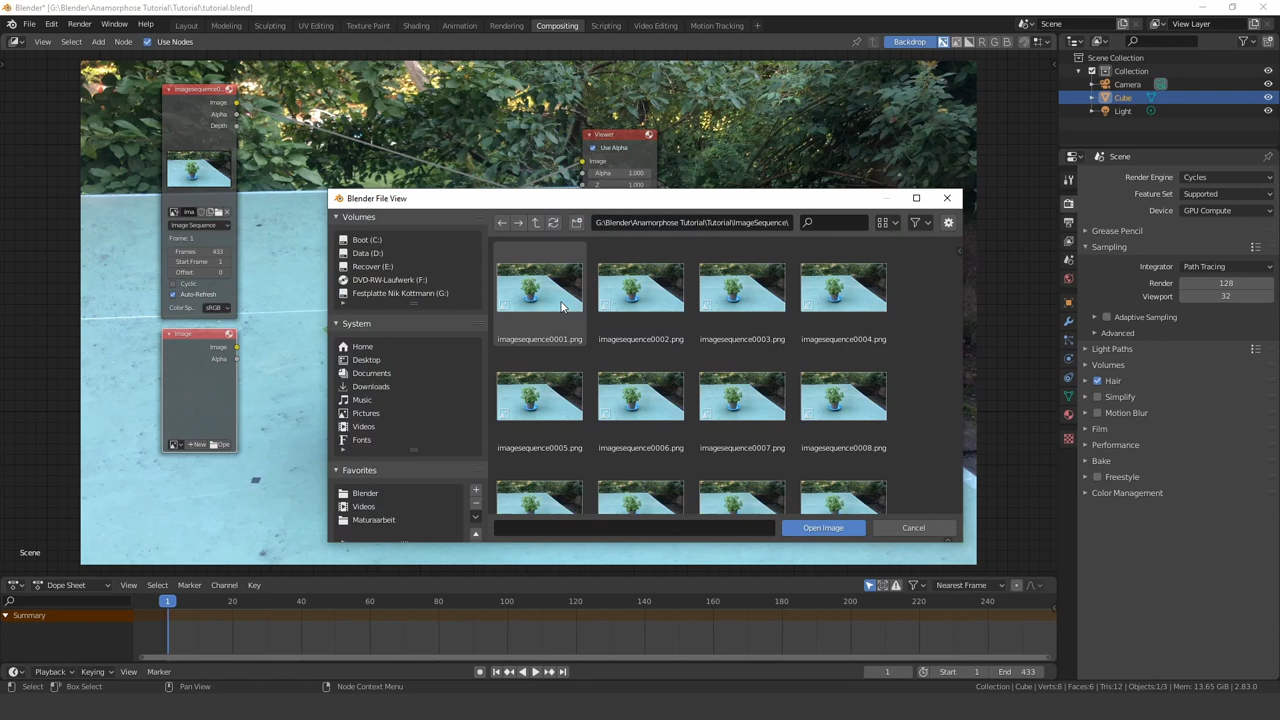 Blender* [G:\Blender\Anamorphose Tutorial\Tutorial\tutorial.blend]
File Edit Render Window Help
Layout Modeling Sculpting UV Editing Texture Paint Shading Animation Rendering Compositing Scripting Video Editing Motion Tracking +
Scene View Layer
View Select Add Node Use Nodes Backdrop R G B
Scene Collection
Collection
Camera
Cube
Light
imagesequence0...
Image
Alpha
Depth
ima
Image Sequence
Frame: 1
Frames 433
Start Frame 1
Offset 0
Cyclic
Auto-Refresh
Color Sp... sRGB
Image
Image
Alpha
New Ope
Viewer
Use Alpha
Image
Alpha 1.000
Z 1.000
Blender File View
Volumes
G:\Blender\Anamorphose Tutorial\Tutorial\ImageSequence\
Boot (C:)
Data (D:)
Recover (E:)
DVD-RW-Laufwerk (F:)
Festplatte Nik Kottmann (G:)
System
Home
Desktop
Documents
Downloads
Music
Pictures
Videos
Fonts
Favorites
Blender
Videos
Maturaarbeit
imagesequence0001.png imagesequence0002.png imagesequence0003.png imagesequence0004.png
imagesequence0005.png imagesequence0006.png imagesequence0007.png imagesequence0008.png
Open Image Cancel
Scene
Render Engine Cycles
Feature Set Supported
Device GPU Compute
Grease Pencil
Sampling
Integrator Path Tracing
Render 128
Viewport 32
Adaptive Sampling
Advanced
Light Paths
Volumes
Hair
Simplify
Motion Blur
Film
Performance
Bake
Freestyle
Color Management
Scene
Dope Sheet View Select Marker Channel Key Nearest Frame
1 20 40 60 80 100 120 140 160 180 200 220 240
Summary
Playback Keying View Marker 1 Start 1 End 433
Select Box Select Pan View Node Context Menu Collection | Cube | Verts:8 | Faces:6 | Tris:12 | Objects:1/3 | Mem: 13.65 GiB | 2.83.0